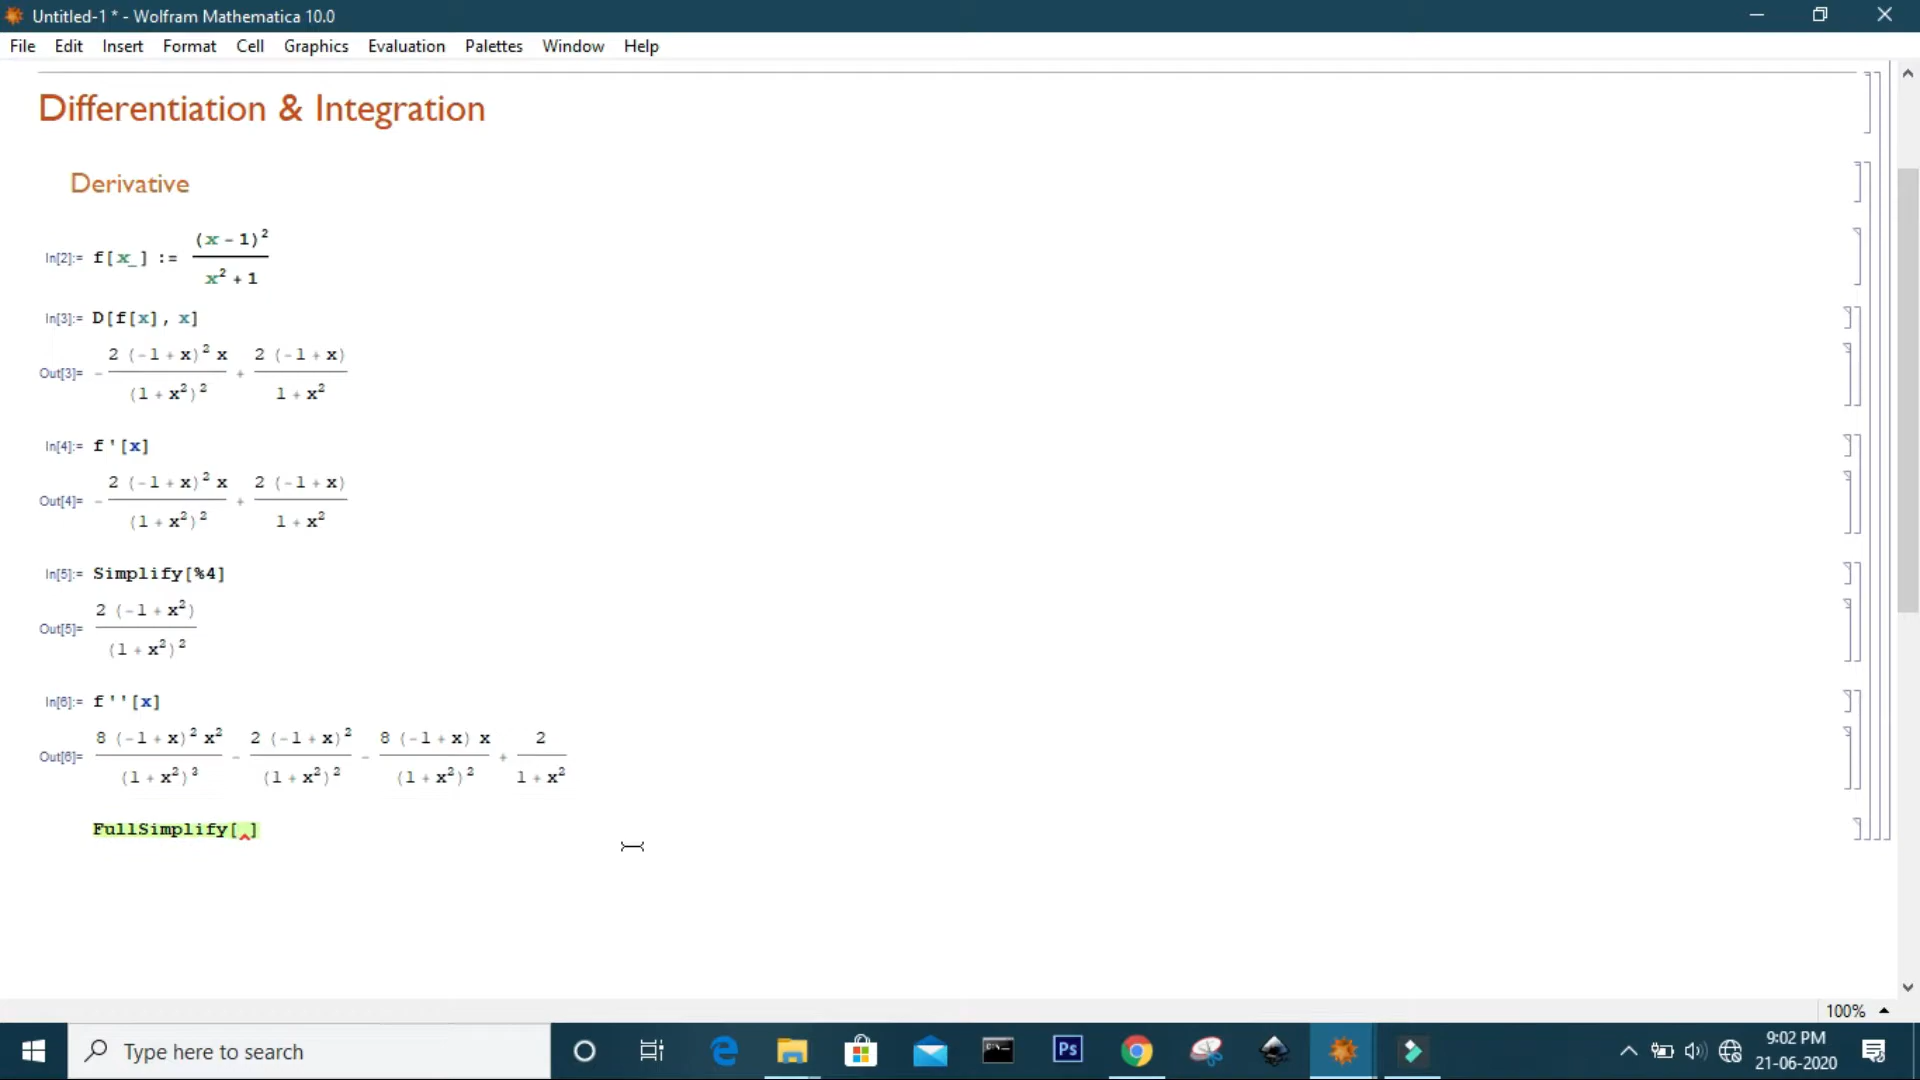 Untitled-1 * - Wolfram Mathematica 10.0
File Edit Insert Format Cell Graphics Evaluation Palettes Window Help
Differentiation & Integration
Derivative
In[2]:= f[x_] := (x - 1)^2 / (x^2 + 1)
In[3]:= D[f[x], x]
Out[3]= - 2 (-1 + x)^2 x / (1 + x^2)^2 + 2 (-1 + x) / (1 + x^2)
In[4]:= f'[x]
Out[4]= - 2 (-1 + x)^2 x / (1 + x^2)^2 + 2 (-1 + x) / (1 + x^2)
In[5]:= Simplify[%4]
Out[5]= 2 (-1 + x^2) / (1 + x^2)^2
In[6]:= f''[x]
Out[6]= 8 (-1 + x)^2 x^2 / (1 + x^2)^3 - 2 (-1 + x)^2 / (1 + x^2)^2 - 8 (-1 + x) x / (1 + x^2)^2 + 2 / (1 + x^2)
FullSimplify[ ]
100%
Type here to search
Ps
9:02 PM
21-06-2020